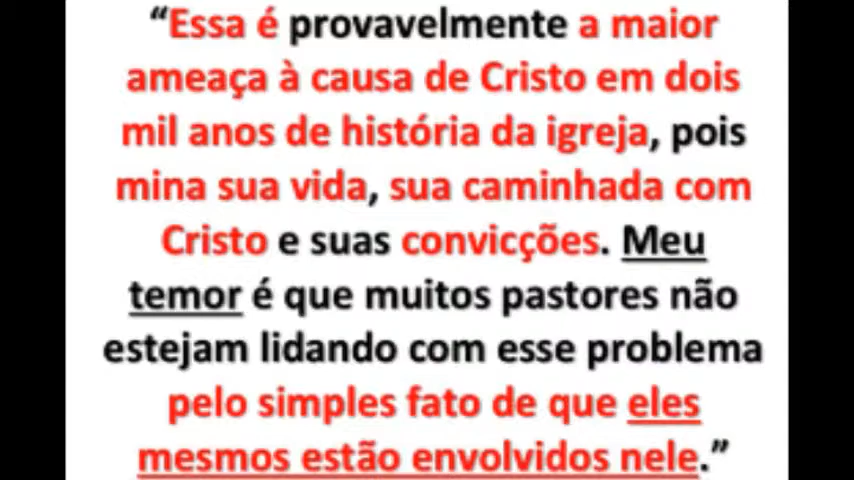 “Essa é provavelmente a maior
ameaça à causa de Cristo em dois
mil anos de história da igreja, pois
mina sua vida, sua caminhada com
Cristo e suas convicções. Meu
temor é que muitos pastores não
estejam lidando com esse problema
pelo simples fato de que eles
mesmos estão envolvidos nele.”